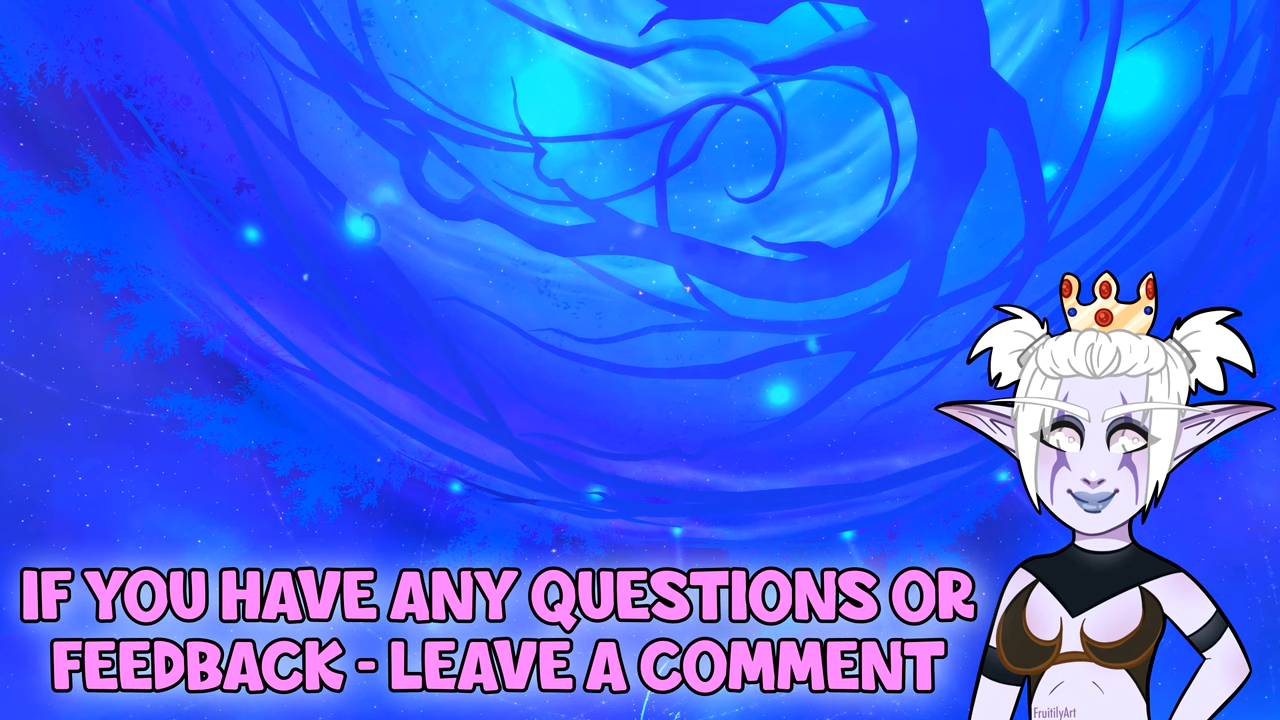 IF YOU HAVE ANY QUESTIONS OR
FEEDBACK - LEAVE A COMMENT
FruitilyArt